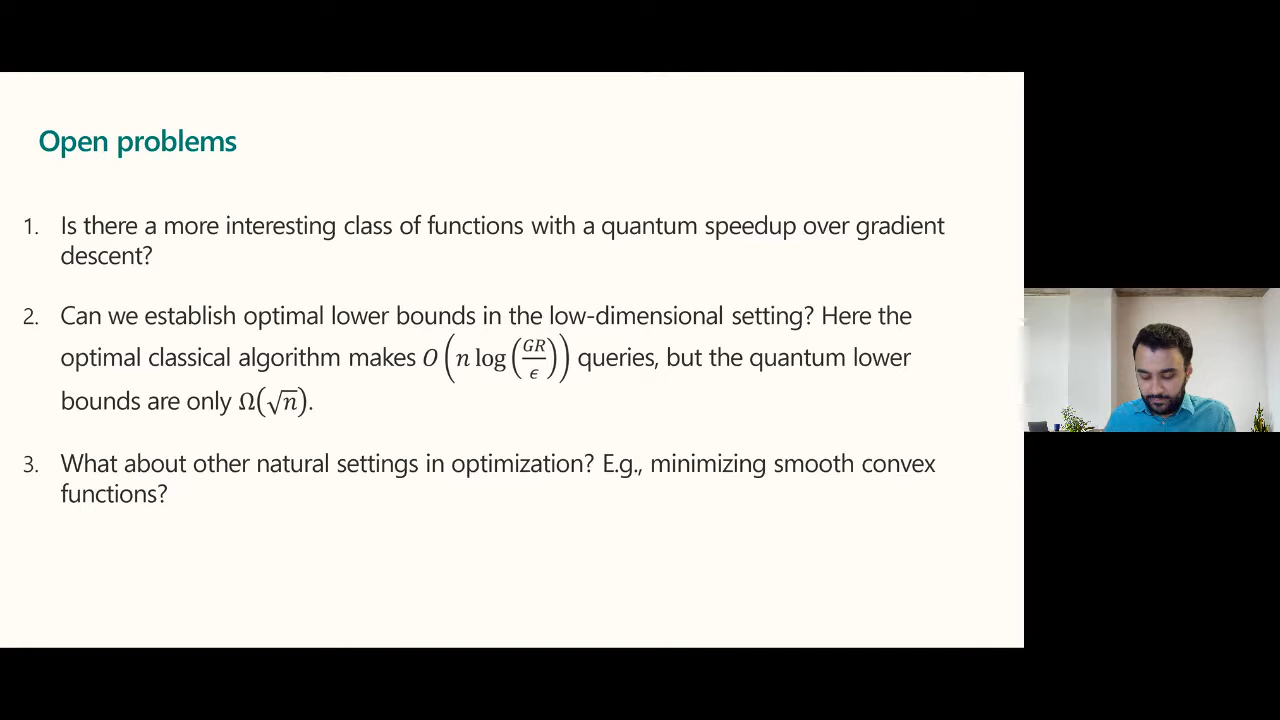 Open problems
1. Is there a more interesting class of functions with a quantum speedup over gradient
descent?
2. Can we establish optimal lower bounds in the low-dimensional setting? Here the
optimal classical algorithm makes O(n log(GR/ϵ)) queries, but the quantum lower
bounds are only Ω(√n).
3. What about other natural settings in optimization? E.g., minimizing smooth convex
functions?